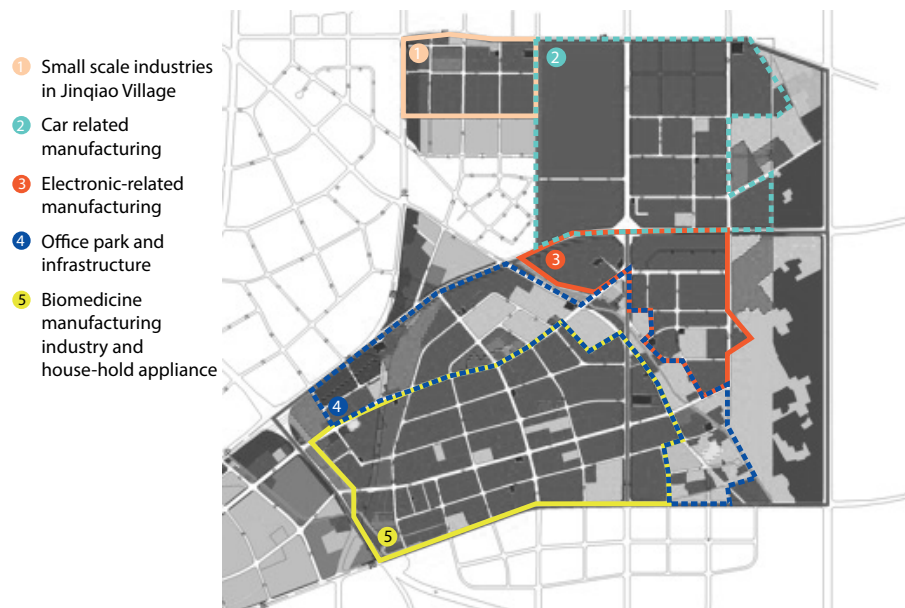 1 Small scale industries
in Jinqiao Village
2 Car related
manufacturing
3 Electronic-related
manufacturing
4 Office park and
infrastructure
5 Biomedicine
manufacturing
industry and
house-hold appliance
1
2
3
4
5